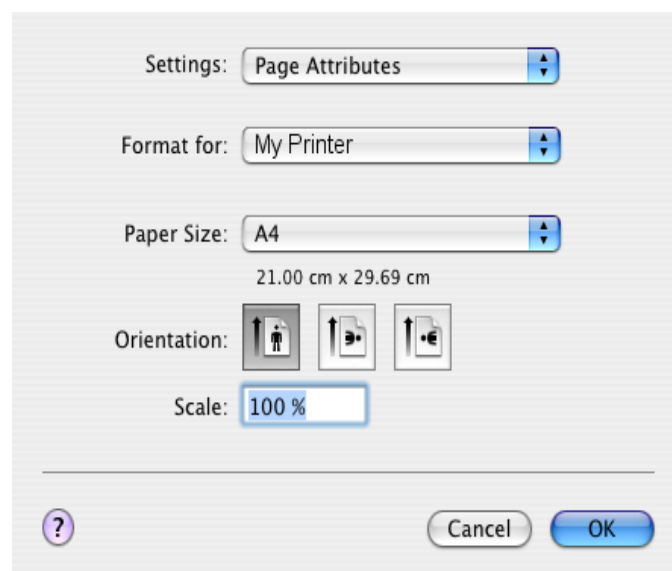 Settings: Page Attributes
Format for: My Printer
Paper Size: A4
21.00 cm x 29.69 cm
Orientation:
Scale: 100 %
?
Cancel OK